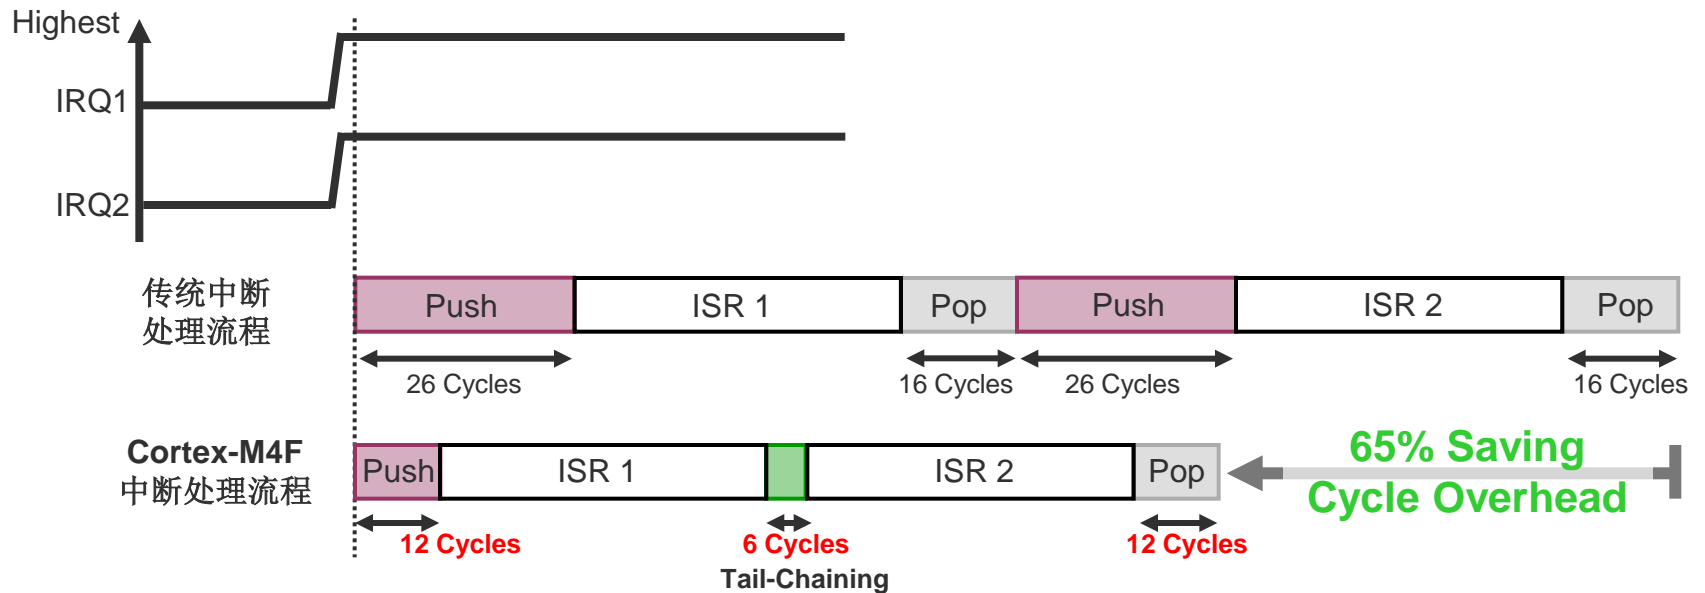 Highest
IRQ1
IRQ2
传统中断
处理流程
Push
ISR 1
Pop
Push
ISR 2
Pop
26 Cycles
16 Cycles
26 Cycles
16 Cycles
Cortex-M4F
中断处理流程
Push
ISR 1
ISR 2
Pop
65% Saving
Cycle Overhead
12 Cycles
6 Cycles
12 Cycles
Tail-Chaining